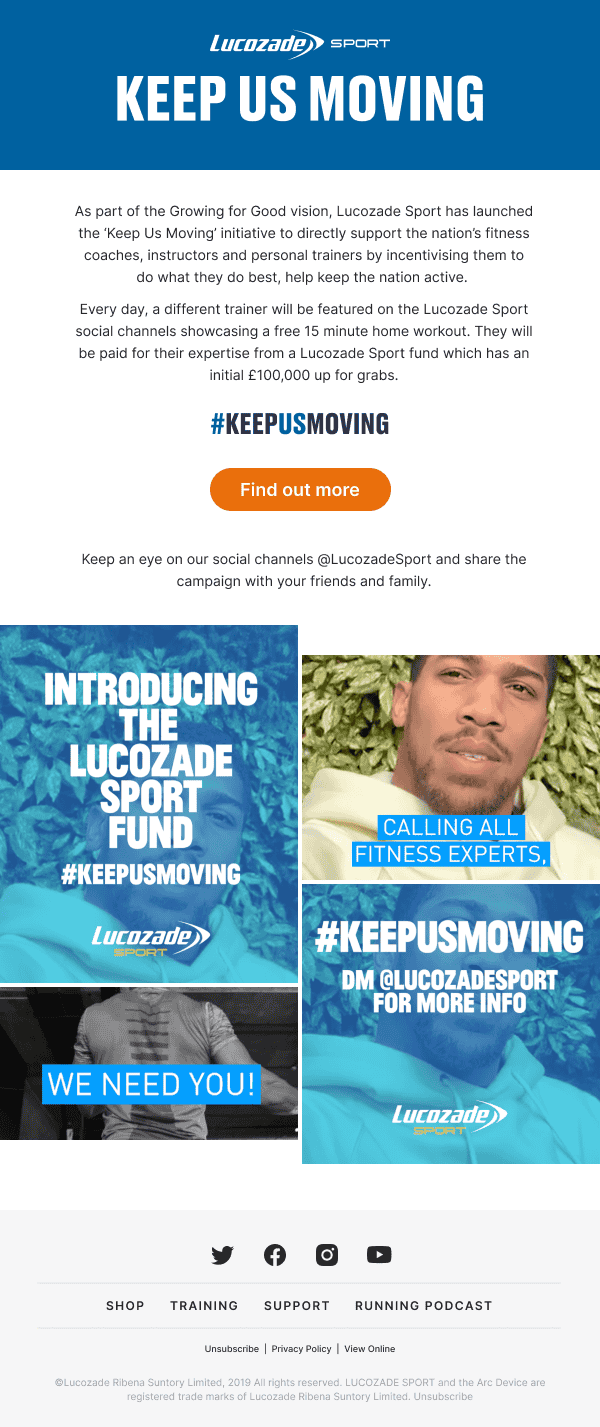 LUCOZADE SPORT
KEEP US MOVING
As part of the Growing for Good vision, Lucozade Sport has launched
the ‘Keep Us Moving’ initiative to directly support the nation’s fitness
coaches, instructors and personal trainers by incentivising them to
do what they do best, help keep the nation active.
Every day, a different trainer will be featured on the Lucozade Sport
social channels showcasing a free 15 minute home workout. They will
be paid for their expertise from a Lucozade Sport fund which has an
initial £100,000 up for grabs.
#KEEPUSMOVING
Find out more
Keep an eye on our social channels @LucozadeSport and share the
campaign with your friends and family.
INTRODUCING
THE
LUCOZADE
SPORT
FUND
#KEEPUSMOVING
LUCOZADE
SPORT
WE NEED YOU!
CALLING ALL
FITNESS EXPERTS,
#KEEPUSMOVING
DM @LUCOZADESPORT
FOR MORE INFO
LUCOZADE
SPORT
SHOP TRAINING SUPPORT RUNNING PODCAST
Unsubscribe | Privacy Policy | View Online
©Lucozade Ribena Suntory Limited, 2019 All rights reserved. LUCOZADE SPORT and the Arc Device are
registered trade marks of Lucozade Ribena Suntory Limited. Unsubscribe